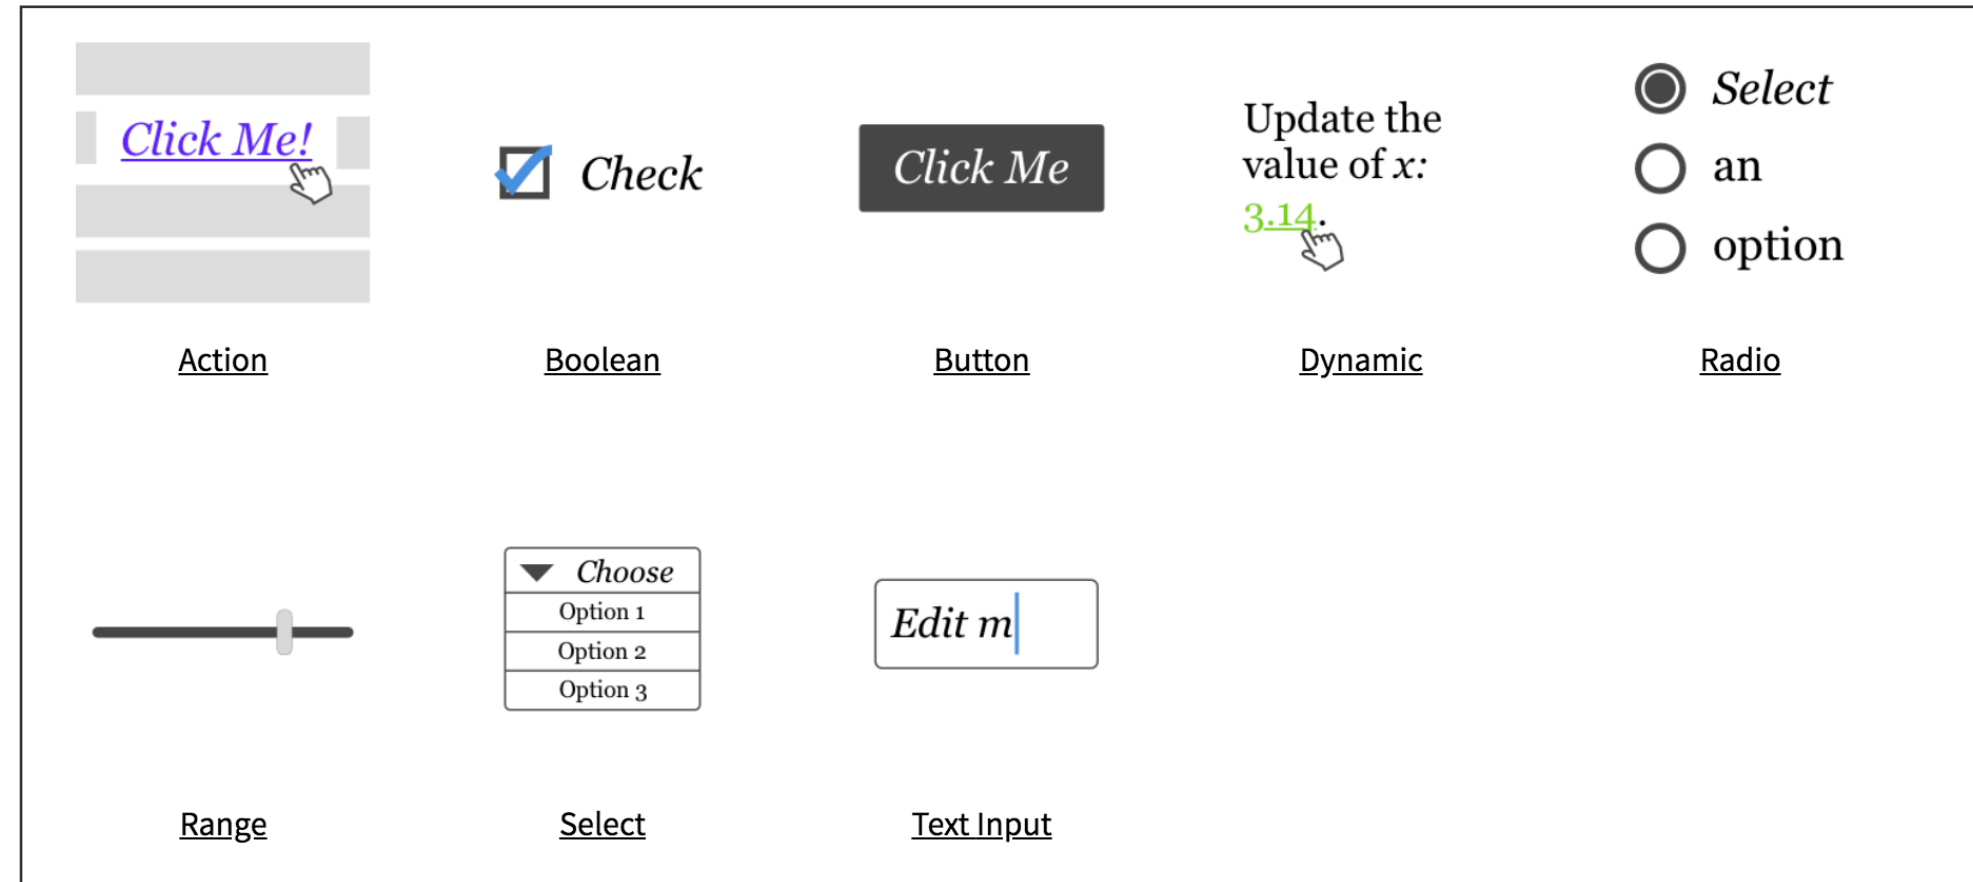 Click Me!
Check
Click Me
Update the
value of x:
3.14.
Select
an
option
Action
Boolean
Button
Dynamic
Radio
Choose
Option 1
Option 2
Option 3
Edit m
Range
Select
Text Input